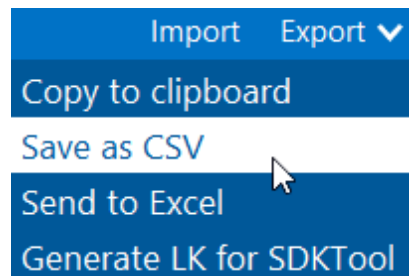 Import Export
Copy to clipboard
Save as CSV
Send to Excel
Generate LK for SDKTool